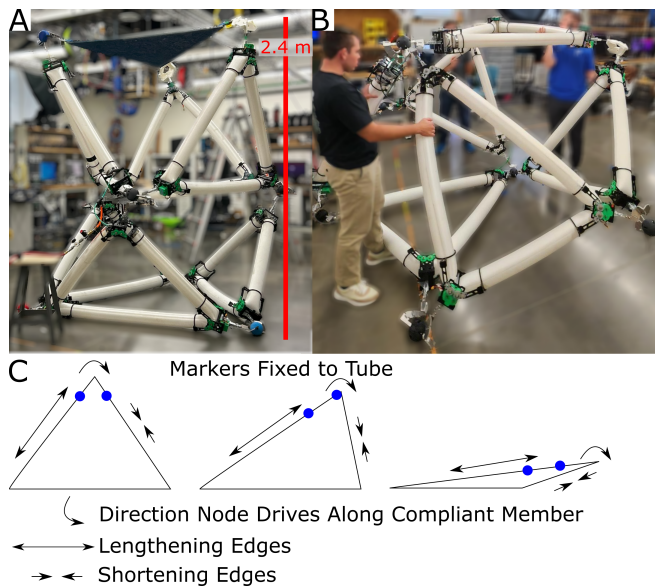 A
B
2.4 m
C
Markers Fixed to Tube
Direction Node Drives Along Compliant Member
Lengthening Edges
Shortening Edges